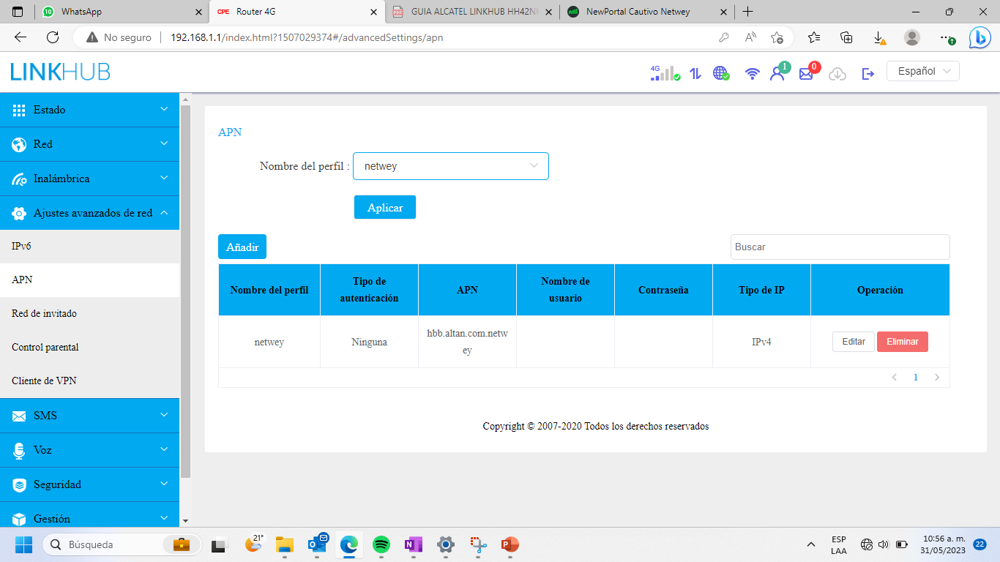 10
WhatsApp
CPE
Router 4G
PDF
GUIA ALCATEL LINKHUB HH42NK
NewPortal Cautivo Netwey
No seguro
192.168.1.1/index.html?1507029374#/advancedSettings/apn
LINKHUB
4G
1
0
Español
Estado
Red
Inalámbrica
Ajustes avanzados de red
IPv6
APN
Red de invitado
Control parental
Cliente de VPN
SMS
Voz
Seguridad
Gestión
APN
Nombre del perfil :
netwey
Aplicar
Añadir
Buscar
Nombre del perfil
Tipo de
autenticación
APN
Nombre de
usuario
Contraseña
Tipo de IP
Operación
netwey
Ninguna
hbb.altan.com.netw
ey
IPv4
Editar
Eliminar
1
Copyright © 2007-2020 Todos los derechos reservados
Búsqueda
21°
ESP
LAA
10:56 a. m.
31/05/2023
22